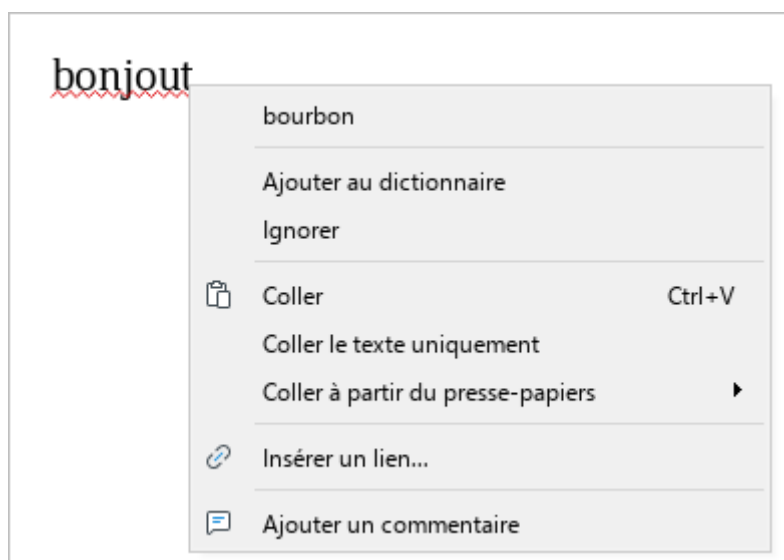 bonjout
bourbon
Ajouter au dictionnaire
Ignorer
Coller Ctrl+V
Coller le texte uniquement
Coller à partir du presse-papiers
Insérer un lien...
Ajouter un commentaire